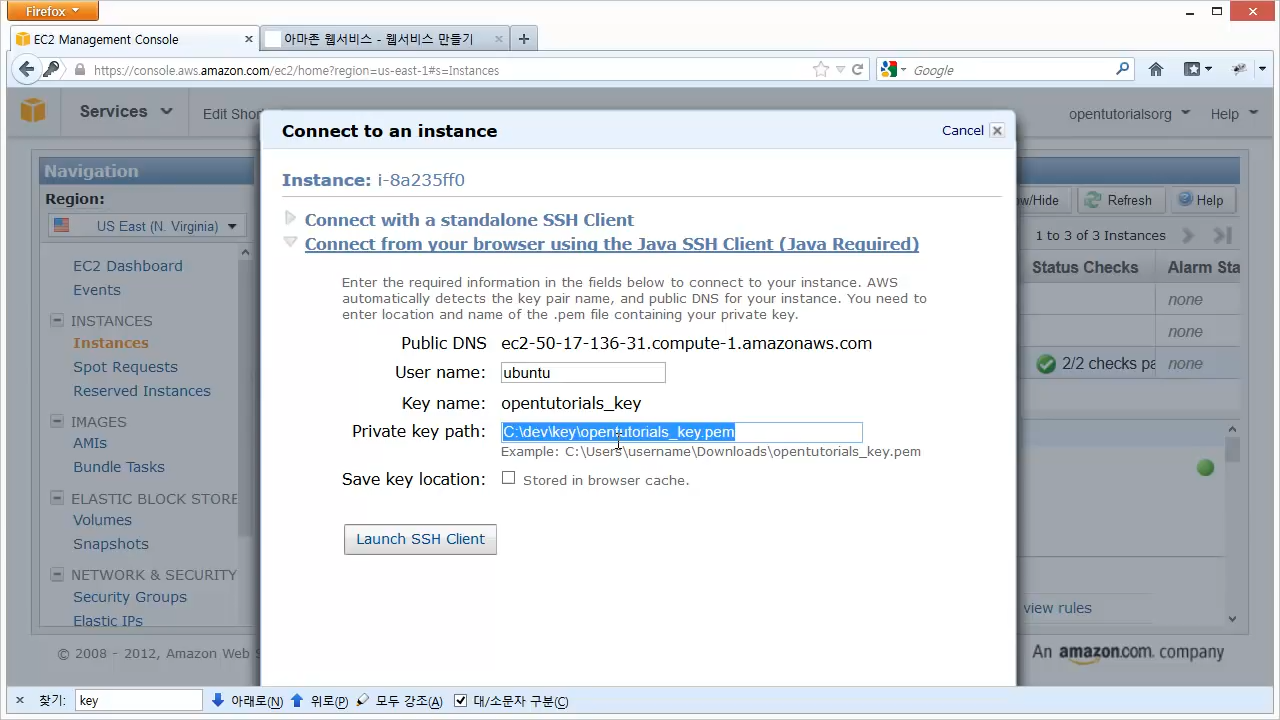 Firefox
EC2 Management Console
아마존 웹서비스 - 웹서비스 만들기
https://console.aws.amazon.com/ec2/home?region=us-east-1#s=Instances
Google
Services
Edit Shor
opentutorialsorg
Help
Connect to an instance
Cancel
Navigation
Region:
US East (N. Virginia)
EC2 Dashboard
Events
INSTANCES
Instances
Spot Requests
Reserved Instances
IMAGES
AMIs
Bundle Tasks
ELASTIC BLOCK STORE
Volumes
Snapshots
NETWORK & SECURITY
Security Groups
Elastic IPs
Instance: i-8a235ff0
Connect with a standalone SSH Client
Connect from your browser using the Java SSH Client (Java Required)
Enter the required information in the fields below to connect to your instance. AWS
automatically detects the key pair name, and public DNS for your instance. You need to
enter location and name of the .pem file containing your private key.
Public DNS ec2-50-17-136-31.compute-1.amazonaws.com
User name: ubuntu
Key name: opentutorials_key
Private key path: C:\dev\key\opentutorials_key.pem
Example: C:\Users\username\Downloads\opentutorials_key.pem
Save key location: Stored in browser cache.
Launch SSH Client
w/Hide
Refresh
Help
1 to 3 of 3 Instances
Status Checks
Alarm Sta
none
none
2/2 checks pa
none
view rules
© 2008 - 2012, Amazon Web S
An amazon.com company
찾기: key
아래로(N)
위로(P)
모두 강조(A)
대/소문자 구분(C)